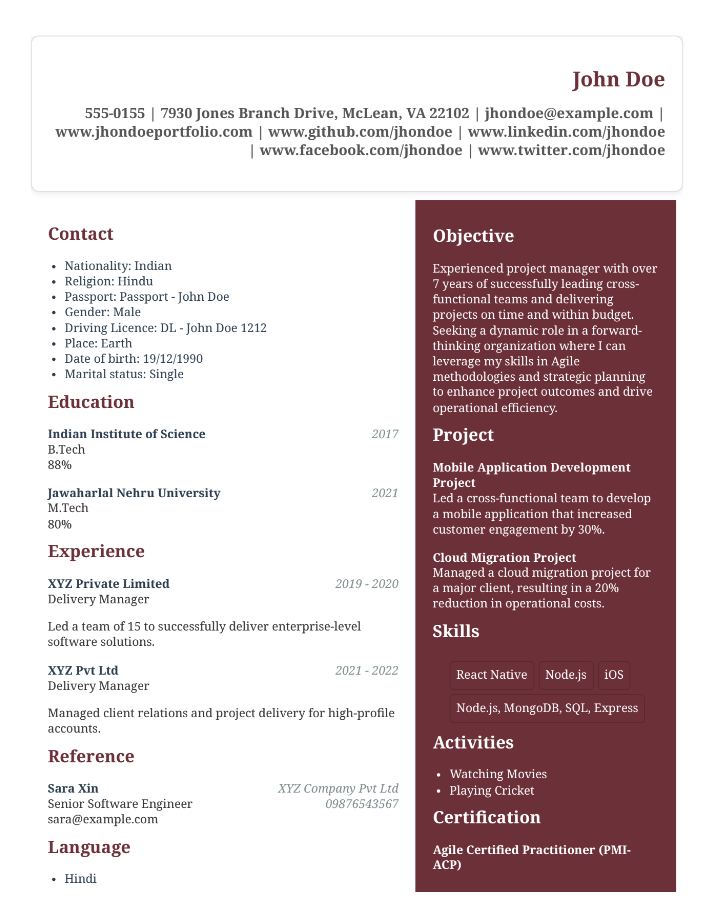 John Doe
555-0155 | 7930 Jones Branch Drive, McLean, VA 22102 | jhondoe@example.com |
www.jhondoeportfolio.com | www.github.com/jhondoe | www.linkedin.com/jhondoe
| www.facebook.com/jhondoe | www.twitter.com/jhondoe
Contact
• Nationality: Indian
• Religion: Hindu
• Passport: Passport - John Doe
• Gender: Male
• Driving Licence: DL - John Doe 1212
• Place: Earth
• Date of birth: 19/12/1990
• Marital status: Single
Education
Indian Institute of Science 2017
B.Tech
88%
Jawaharlal Nehru University 2021
M.Tech
80%
Experience
XYZ Private Limited 2019 - 2020
Delivery Manager
Led a team of 15 to successfully deliver enterprise-level
software solutions.
XYZ Pvt Ltd 2021 - 2022
Delivery Manager
Managed client relations and project delivery for high-profile
accounts.
Reference
Sara Xin XYZ Company Pvt Ltd
Senior Software Engineer 09876543567
sara@example.com
Language
• Hindi
Objective
Experienced project manager with over
7 years of successfully leading cross-
functional teams and delivering
projects on time and within budget.
Seeking a dynamic role in a forward-
thinking organization where I can
leverage my skills in Agile
methodologies and strategic planning
to enhance project outcomes and drive
operational efficiency.
Project
Mobile Application Development
Project
Led a cross-functional team to develop
a mobile application that increased
customer engagement by 30%.
Cloud Migration Project
Managed a cloud migration project for
a major client, resulting in a 20%
reduction in operational costs.
Skills
React Native Node.js iOS
Node.js, MongoDB, SQL, Express
Activities
• Watching Movies
• Playing Cricket
Certification
Agile Certified Practitioner (PMI-
ACP)